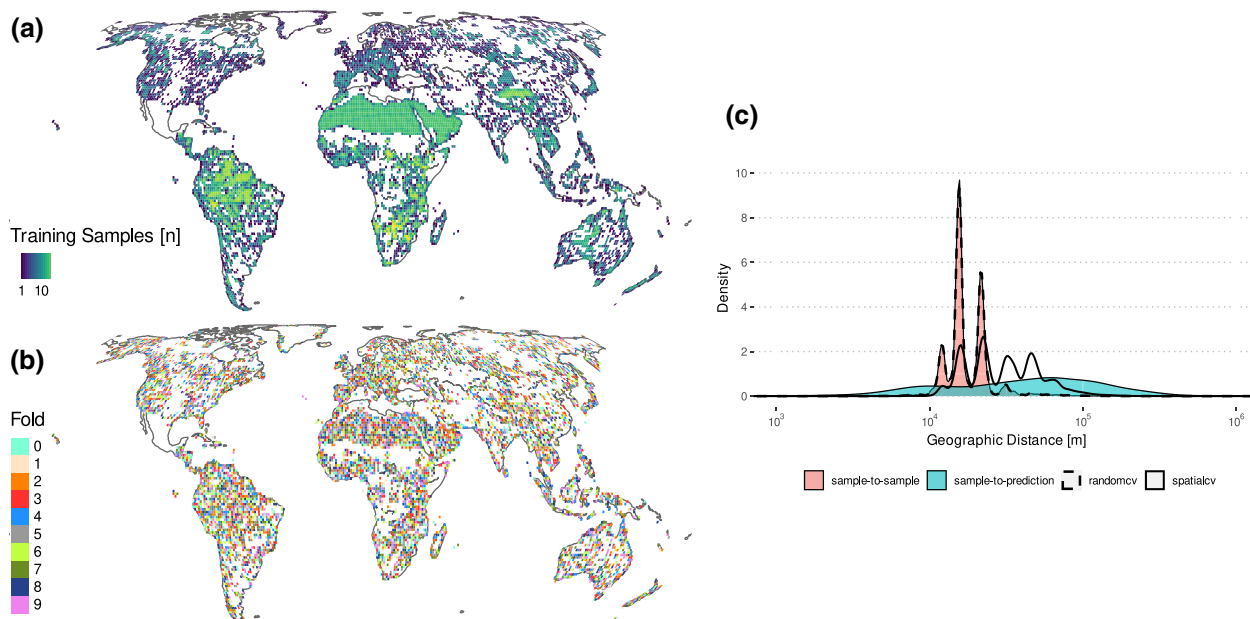 (a)
Training Samples [n]
1 10
(b)
Fold
0
1
2
3
4
5
6
7
8
9
(c)
10
8
6
4
2
0
Density
10³ 10⁴ 10⁵ 10⁶
Geographic Distance [m]
sample-to-sample sample-to-prediction randomcv spatialcv